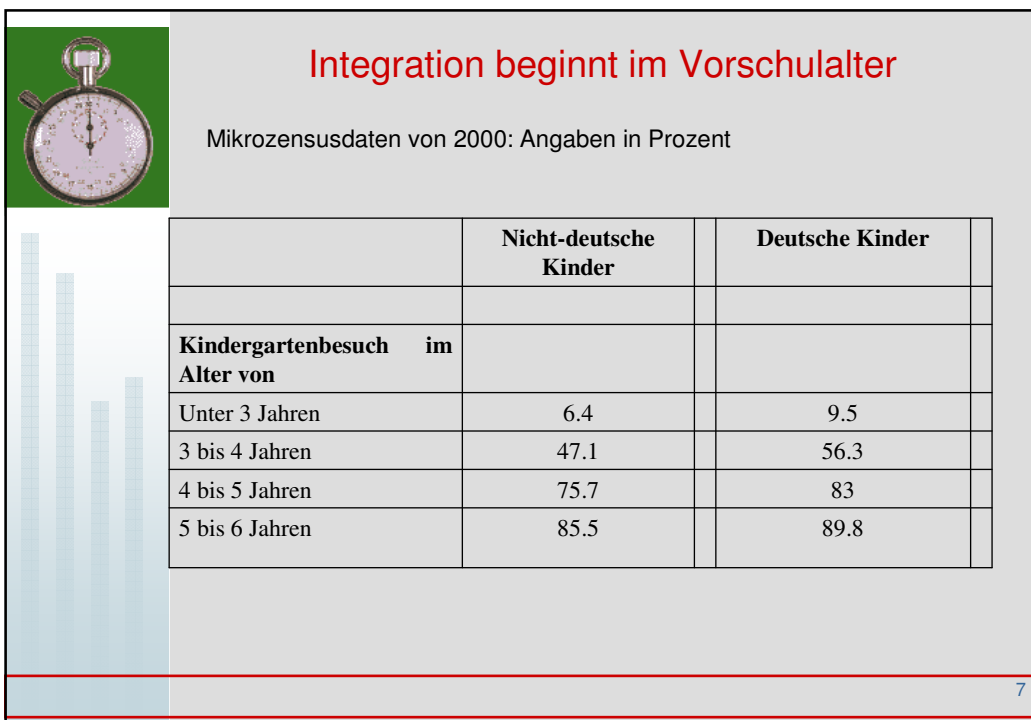 Integration beginnt im Vorschulalter
Mikrozensusdaten von 2000: Angaben in Prozent
Nicht-deutsche Kinder Deutsche Kinder
Kindergartenbesuch im
Alter von
Unter 3 Jahren 6.4 9.5
3 bis 4 Jahren 47.1 56.3
4 bis 5 Jahren 75.7 83
5 bis 6 Jahren 85.5 89.8
7